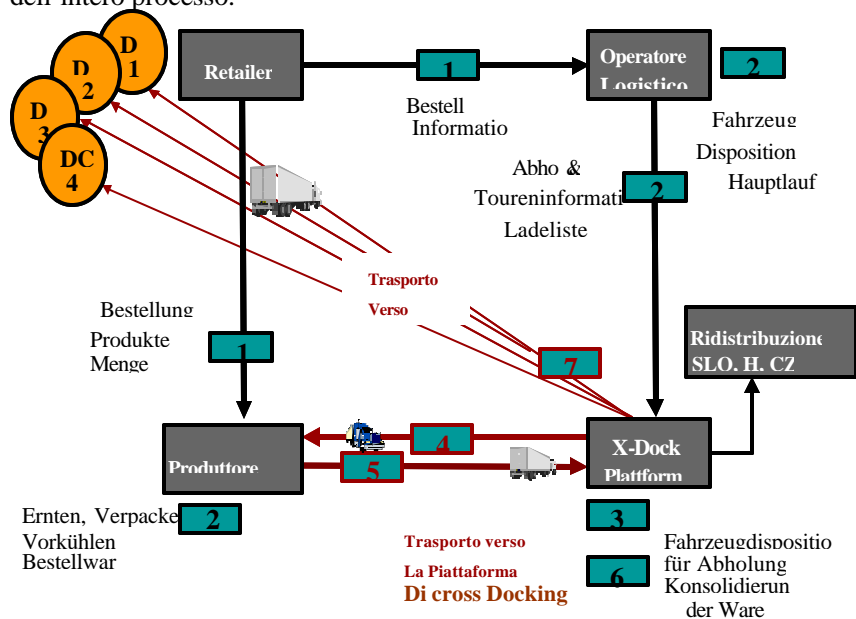 dell'intero processo.
D
1
D
2
D
3
DC
4
Retailer
1
Operatore
Logistico
2
Bestell
Informatio
Fahrzeug
Disposition
Hauptlauf
Abho &
Toureninformati
Ladeliste
2
Trasporto
Verso
Bestellung
Produkte
Menge
1
7
Ridistribuzione
SLO, H, CZ
Produttore
4
5
X-Dock
Plattform
Ernten, Verpacke
Vorkühlen
Bestellwar
2
3
6
Trasporto verso
La Piattaforma
Di cross Docking
Fahrzeugdispositio
für Abholung
Konsolidierun
der Ware